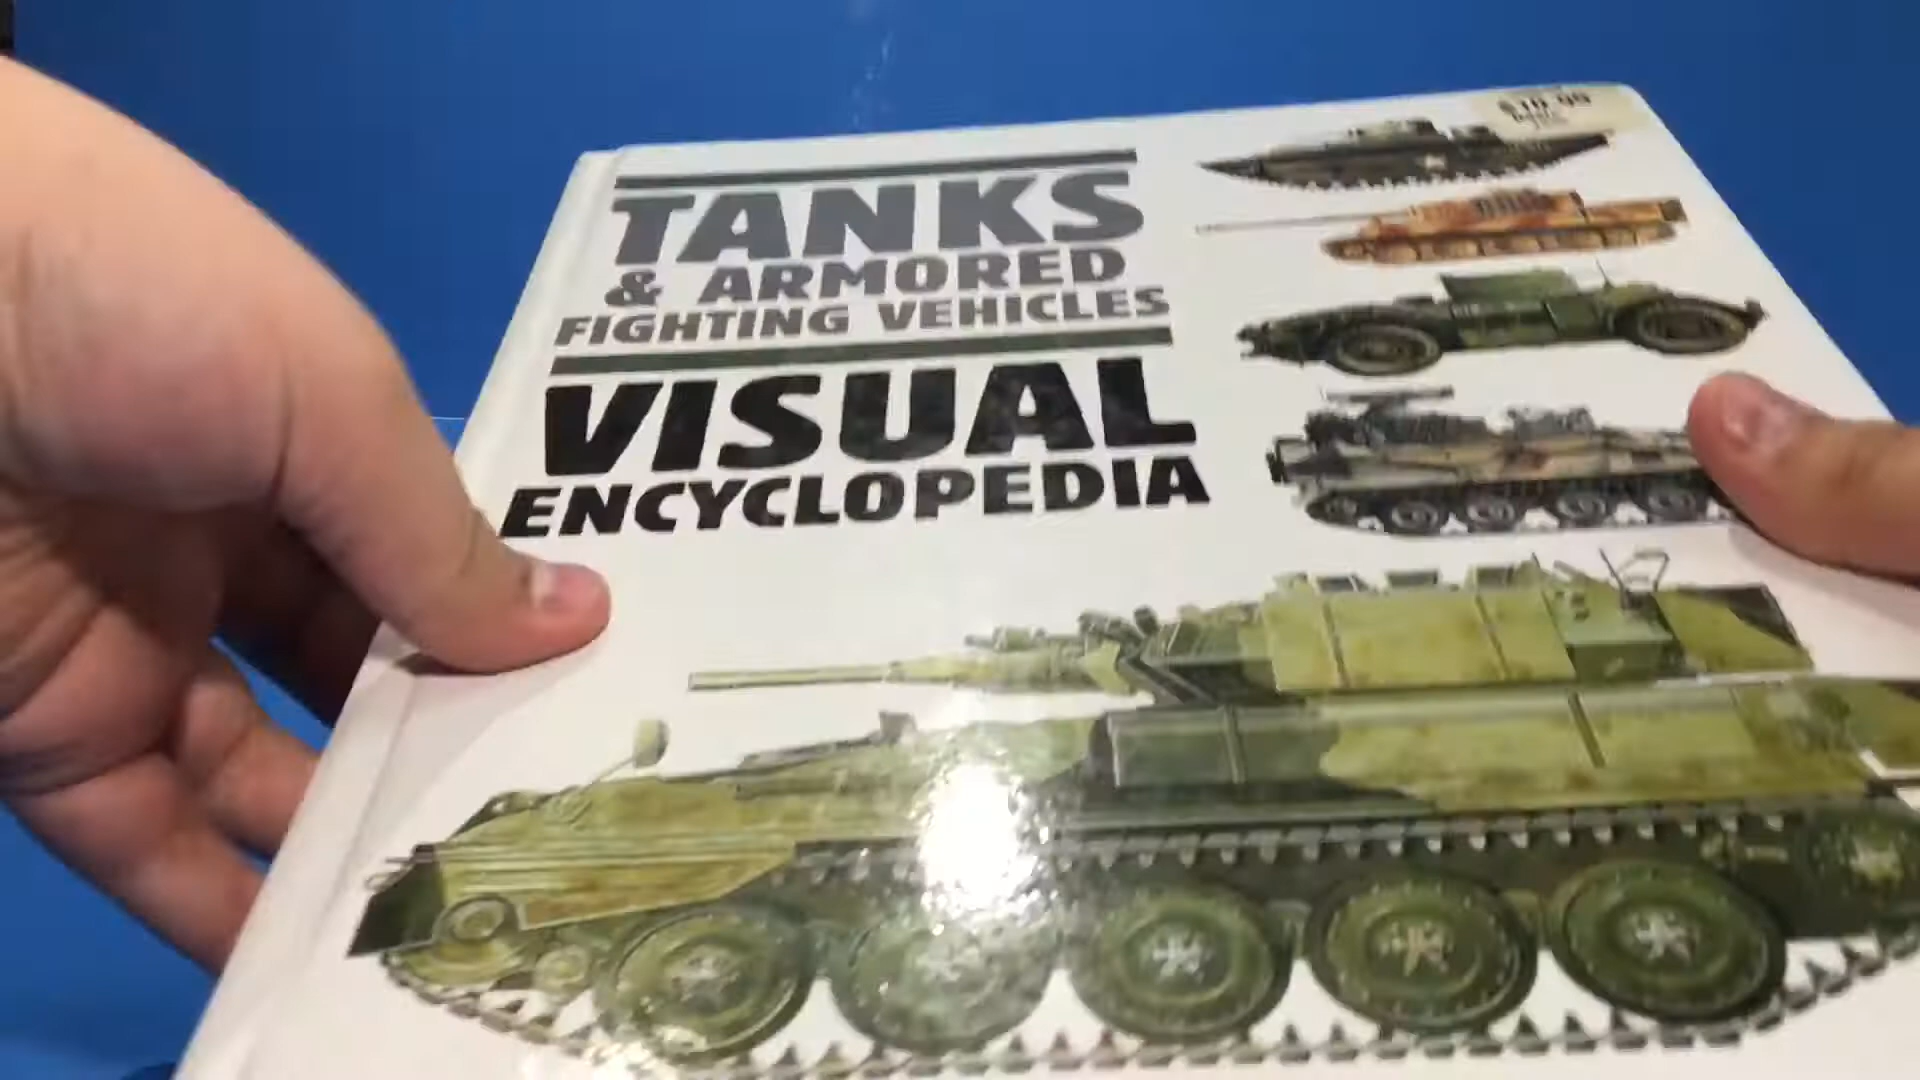 TANKS
& ARMORED
FIGHTING VEHICLES
VISUAL
ENCYCLOPEDIA